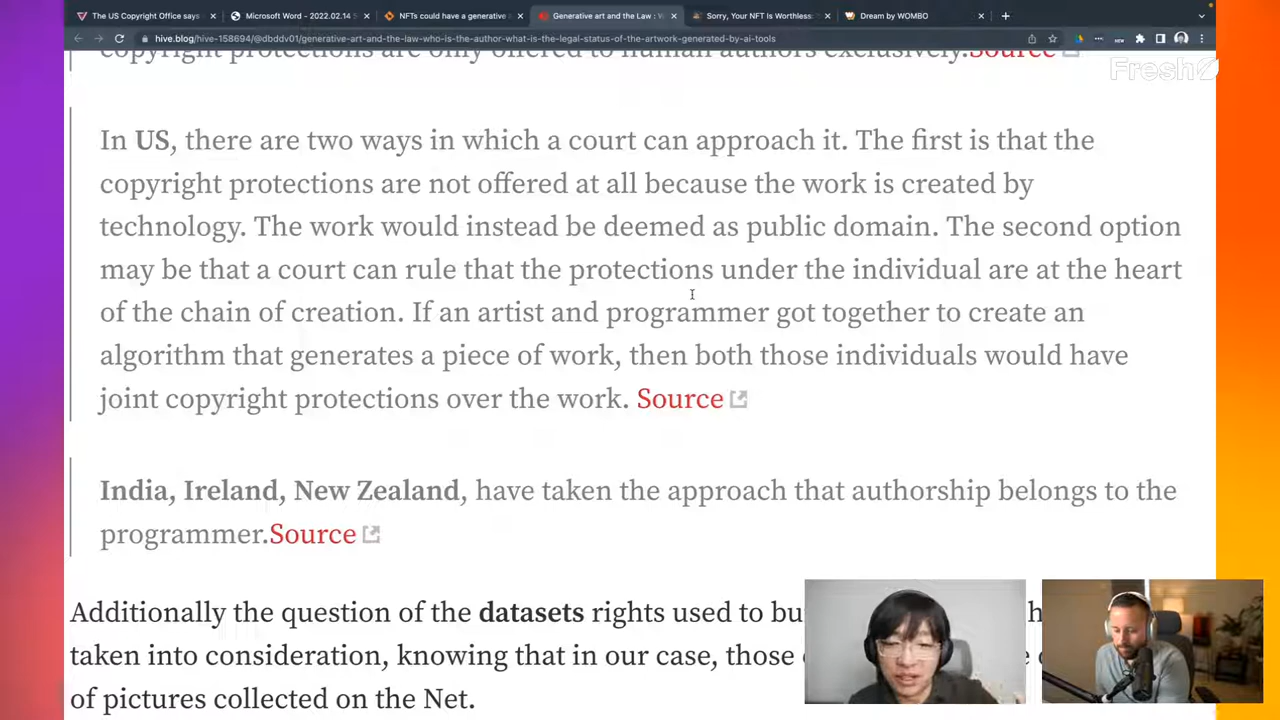 The US Copyright Office says
Microsoft Word - 2022.02.14
NFTs could have a generative
Generative art and the Law :
Sorry, Your NFT Is Worthless:
Dream by WOMBO
hive.blog/hive-158694/@dbddv01/generative-art-and-the-law-who-is-the-author-what-is-the-legal-status-of-the-artwork-generated-by-ai-tools
copyright protections are only offered to human authors exclusively.Source
Fresh
In US, there are two ways in which a court can approach it. The first is that the
copyright protections are not offered at all because the work is created by
technology. The work would instead be deemed as public domain. The second option
may be that a court can rule that the protections under the individual are at the heart
of the chain of creation. If an artist and programmer got together to create an
algorithm that generates a piece of work, then both those individuals would have
joint copyright protections over the work. Source
India, Ireland, New Zealand, have taken the approach that authorship belongs to the
programmer.Source
Additionally the question of the datasets rights used to
taken into consideration, knowing that in our case, those
of pictures collected on the Net.